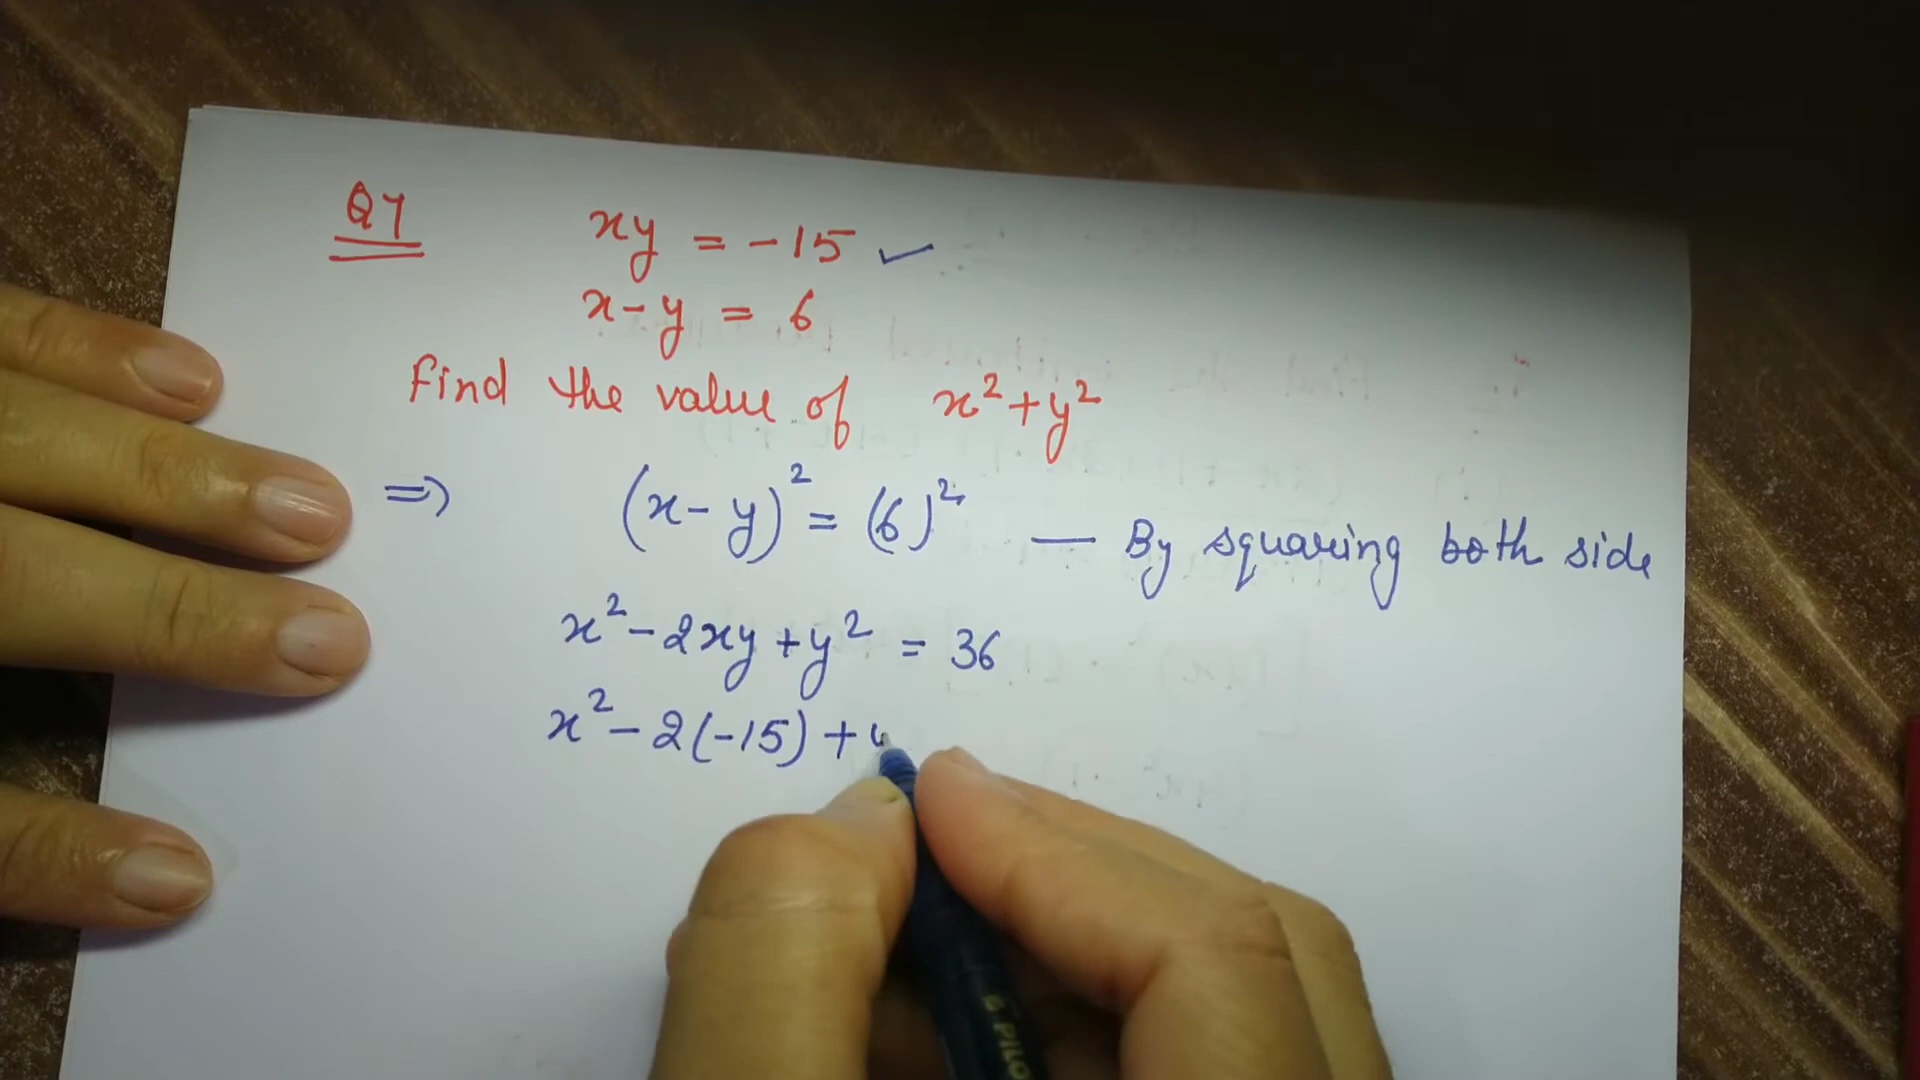 Q7
xy = -15 ✓
x-y = 6
Find the value of x²+y²
⇒ (x-y)² = (6)² — By squaring both side
x² - 2xy + y² = 36
x² - 2(-15) +
PILO